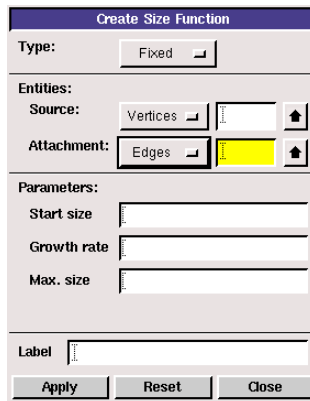 Create Size Function
Type: Fixed
Entities:
Source: Vertices
Attachment: Edges
Parameters:
Start size
Growth rate
Max. size
Label
Apply Reset Close